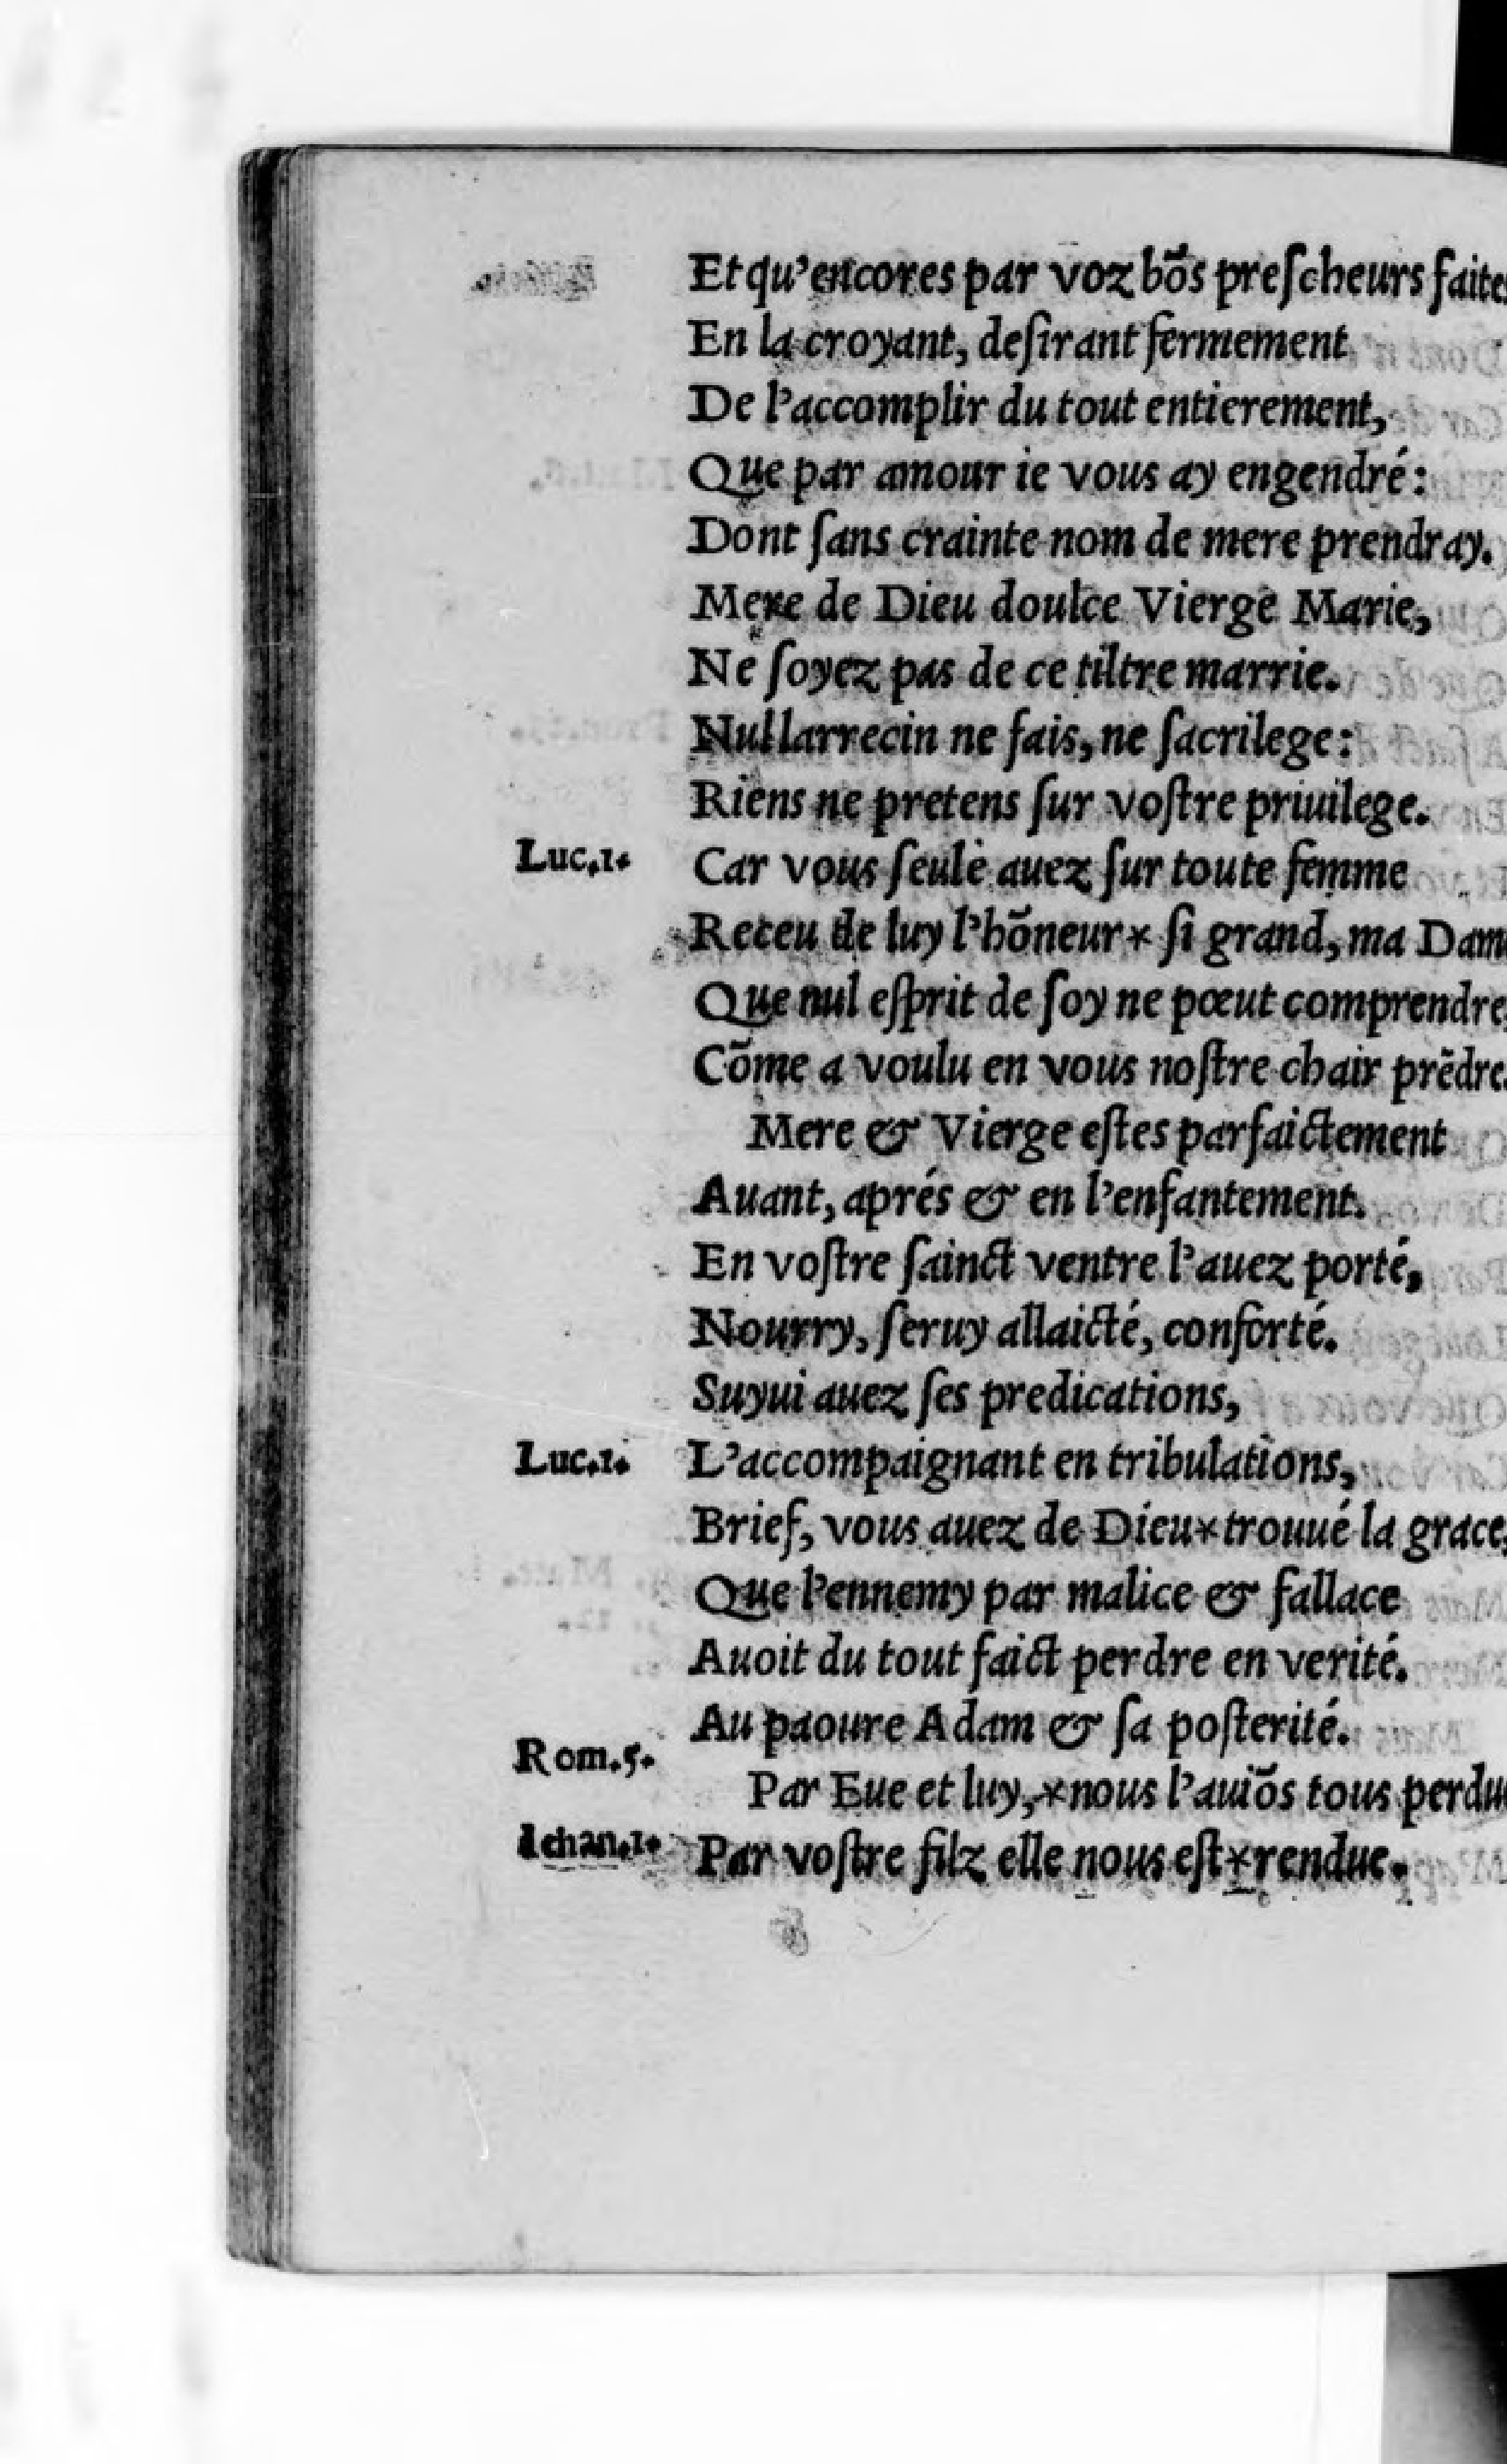 Et qu’encores par voz bõs preſcheurs faite
En la croyant, deſirant fermement
De l’accomplir du tout entierement,
Que par amour ie vous ay engendré:
Dont ſans crainte nom de mere prendray.
Mere de Dieu doulce Vierge Marie,
Ne ſoyez pas de ce tiltre marrie.
Nul larrecin ne fais, ne ſacrilege:
Riens ne pretens ſur voſtre priuilege.
Luc.1. Car vous ſeule auez ſur toute femme
Receu de luy l’hõneur* ſi grand, ma Dam
Que nul eſprit de ſoy ne pœut comprendre
Cõme a voulu en vous noſtre chair prẽdre.
Mere & Vierge eſtes parfaictement
Auant, aprés & en l’enfantement.
En voſtre ſainct ventre l’auez porté,
Nourry, ſeruy allaicté, conforté.
Suyui auez ſes predications,
Luc.1. L’accompaignant en tribulations,
Brief, vous auez de Dieu*trouué la grace,
Que l’ennemy par malice & fallace
Auoit du tout faict perdre en verité.
Au paoure Adam & ſa poſterité.
Rom.5. Par Eue et luy,*nous l’auiõs tous perdu
Iehan.1. Par voſtre filz elle nous eſt*rendue.